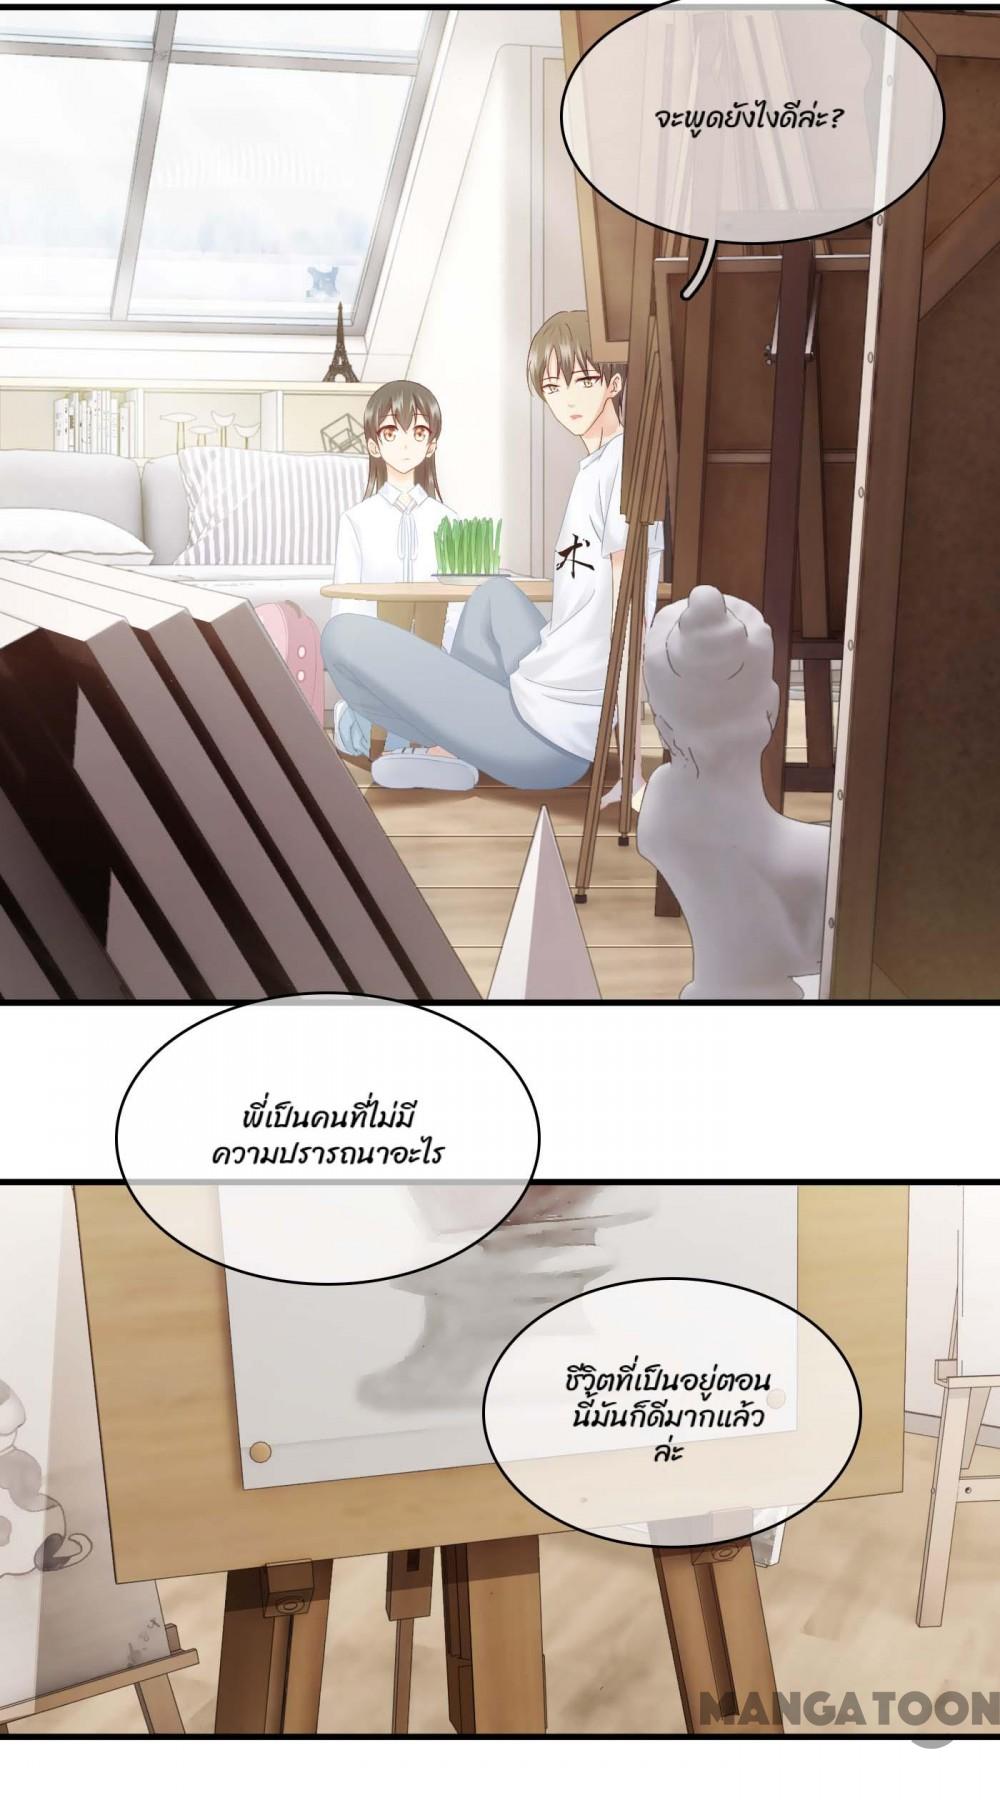 จะพูดยังไงดีล่ะ?
术
พี่เป็นคนที่ไม่มี
ความปรารถนาอะไร
ชีวิตที่เป็นอยู่ตอน
นี้มันก็ดีมากแล้ว
ล่ะ
MANGATOON